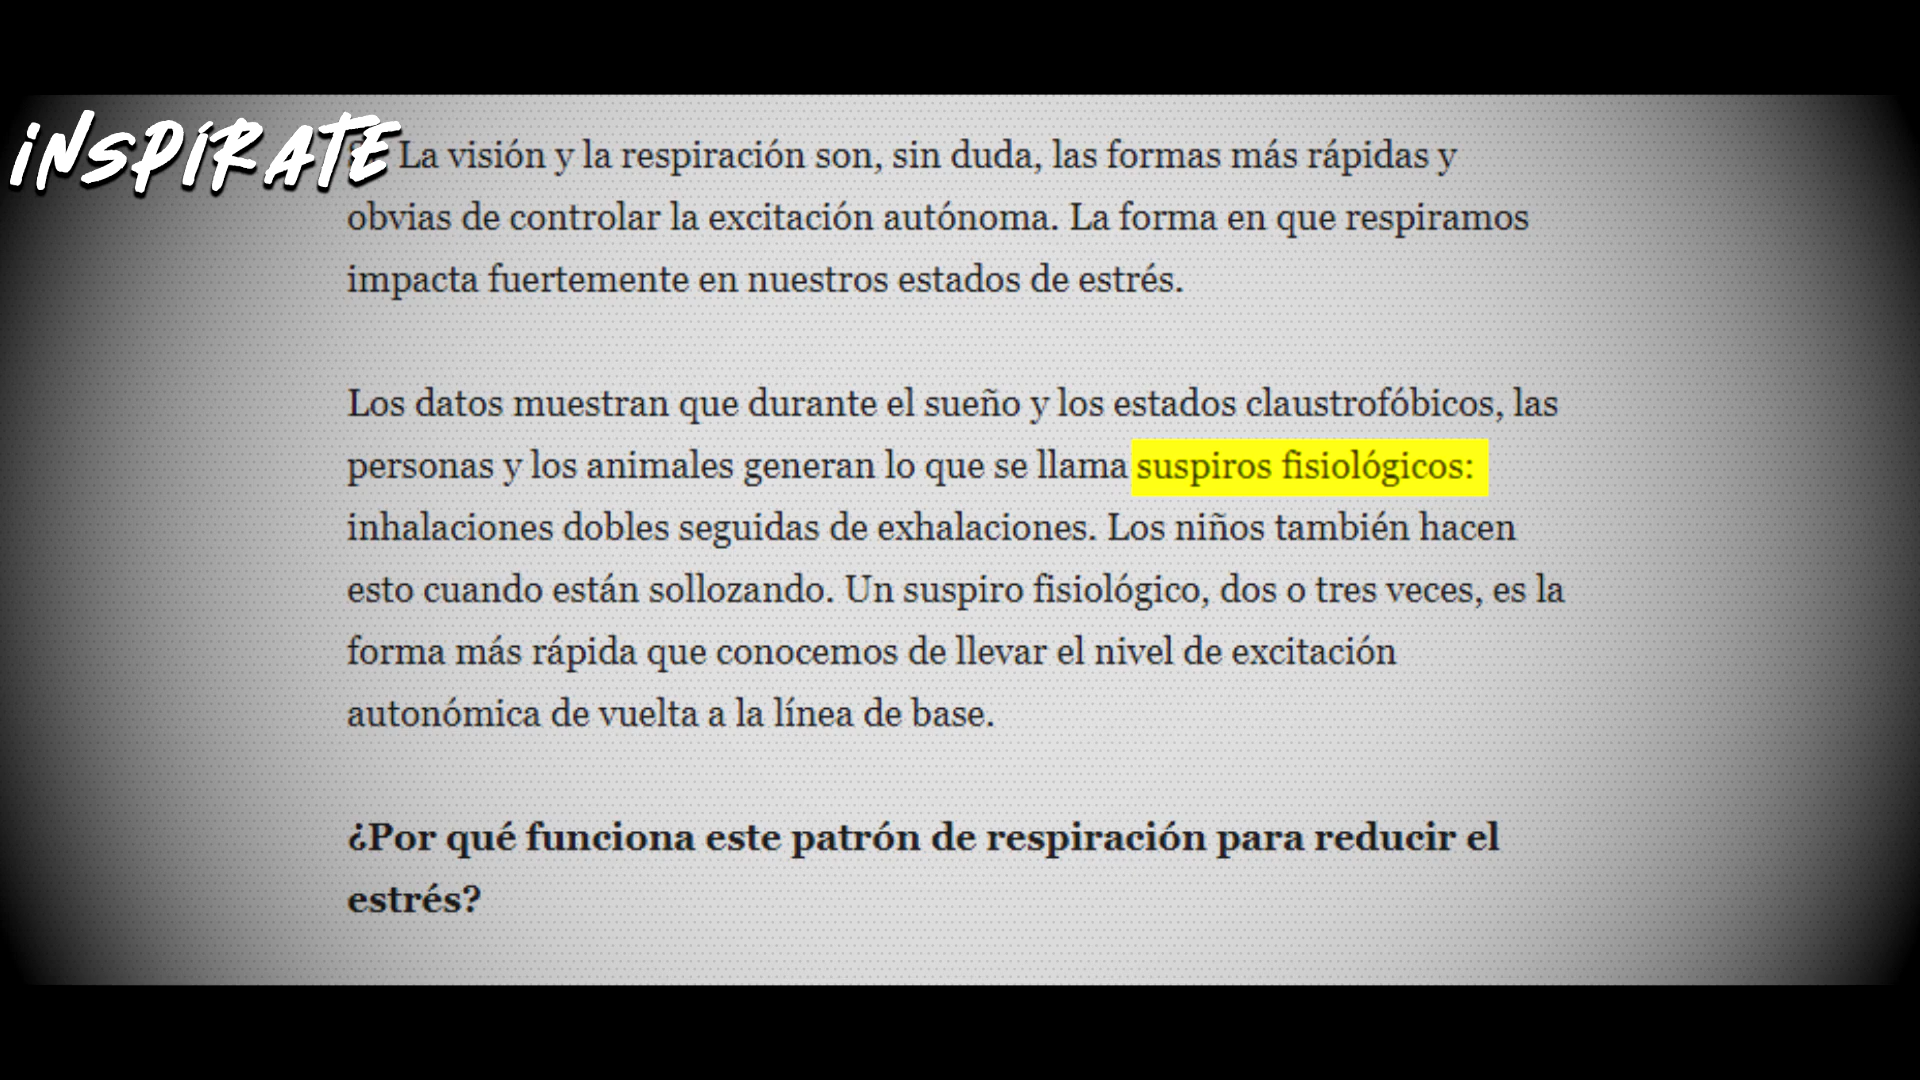 iNSPÍRATE
La visión y la respiración son, sin duda, las formas más rápidas y
obvias de controlar la excitación autónoma. La forma en que respiramos
impacta fuertemente en nuestros estados de estrés.
Los datos muestran que durante el sueño y los estados claustrofóbicos, las
personas y los animales generan lo que se llama suspiros fisiológicos:
inhalaciones dobles seguidas de exhalaciones. Los niños también hacen
esto cuando están sollozando. Un suspiro fisiológico, dos o tres veces, es la
forma más rápida que conocemos de llevar el nivel de excitación
autonómica de vuelta a la línea de base.
¿Por qué funciona este patrón de respiración para reducir el
estrés?